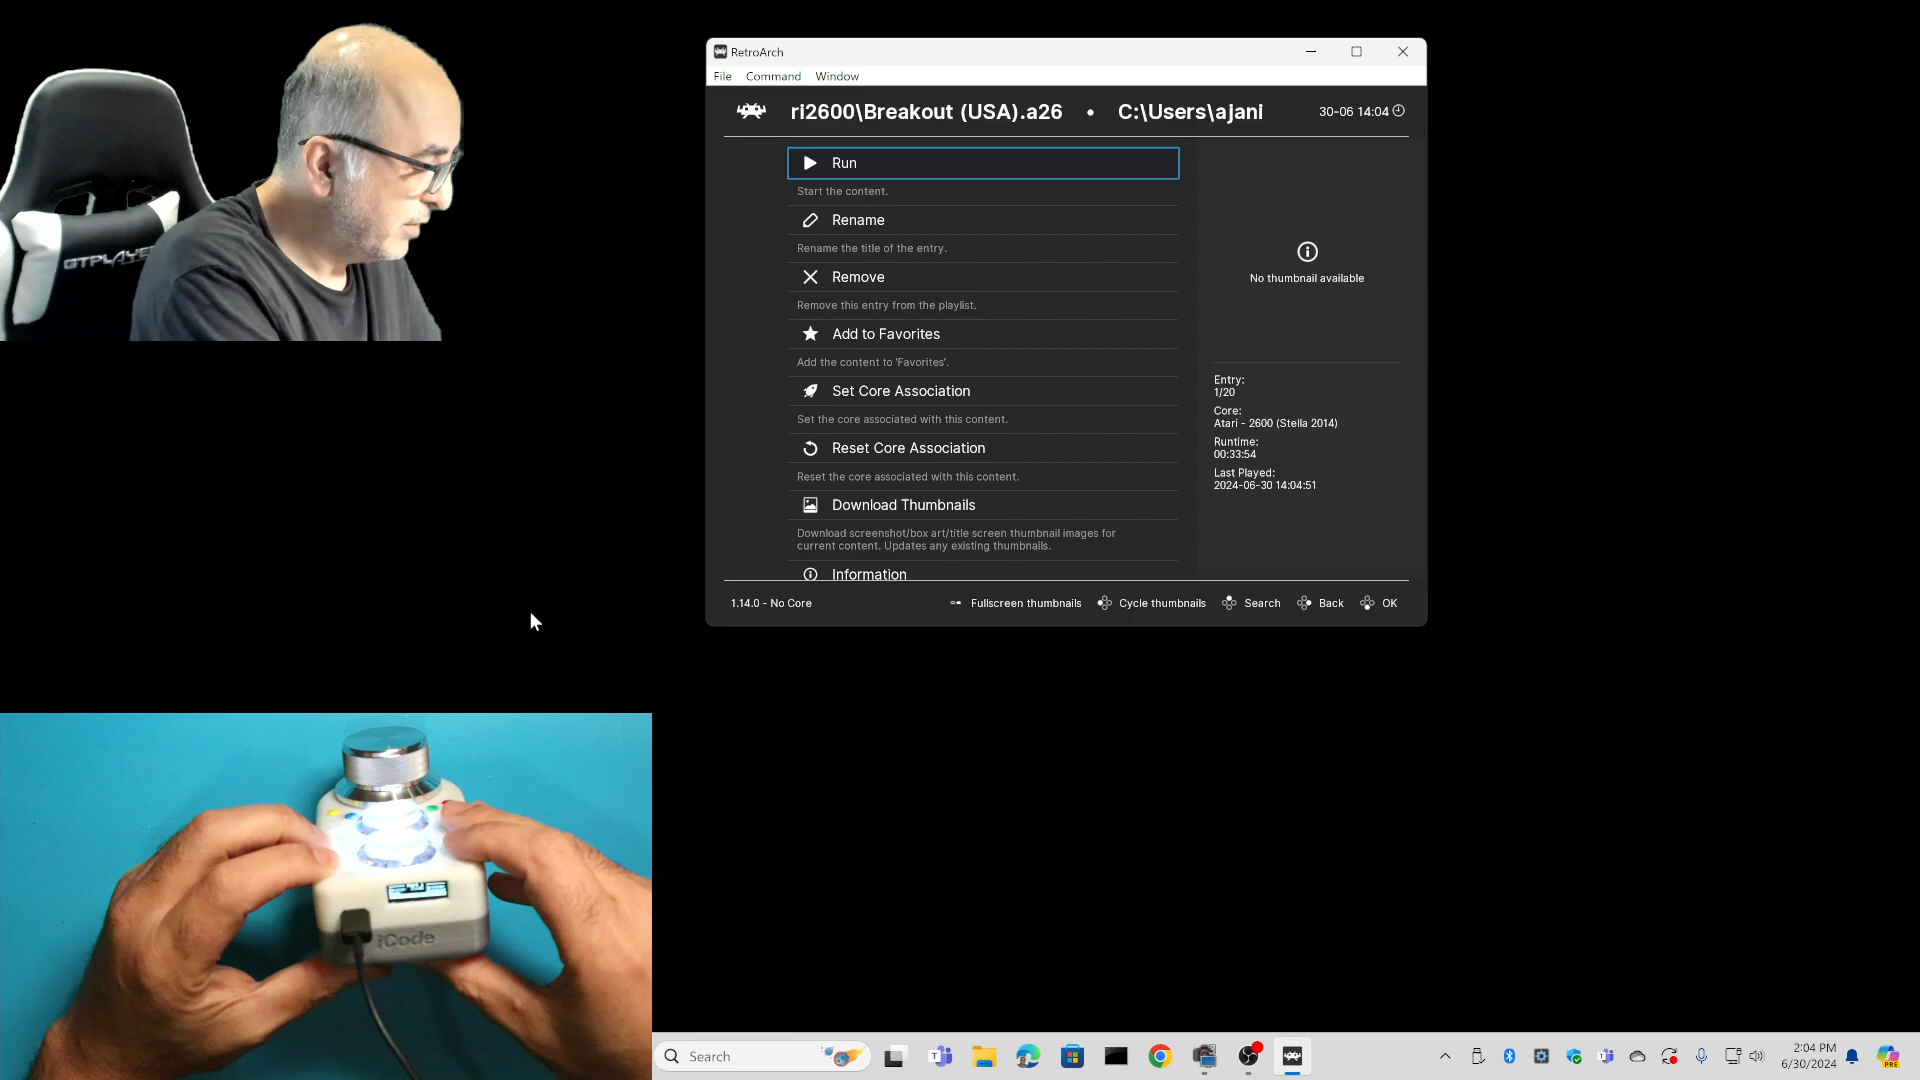 RetroArch
File Command Window
ri2600\Breakout (USA).a26 • C:\Users\ajani
30-06 14:04
Run
Start the content.
Rename
Rename the title of the entry.
Remove
Remove this entry from the playlist.
Add to Favorites
Add the content to 'Favorites'.
Set Core Association
Set the core associated with this content.
Reset Core Association
Reset the core associated with this content.
Download Thumbnails
Download screenshot/box art/title screen thumbnail images for
current content. Updates any existing thumbnails.
Information
No thumbnail available
Entry:
1/20
Core:
Atari - 2600 (Stella 2014)
Runtime:
00:33:54
Last Played:
2024-06-30 14:04:51
1.14.0 - No Core
Fullscreen thumbnails Cycle thumbnails Search Back OK
GTPLAYER
iCode
Search
2:04 PM
6/30/2024
PRE